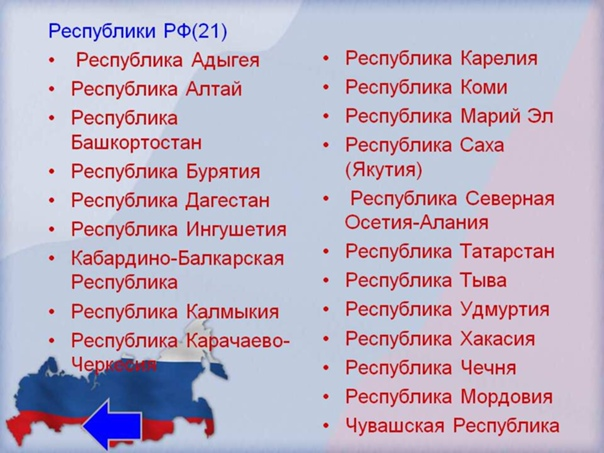 Республики РФ(21)
• Республика Адыгея
• Республика Алтай
• Республика
Башкортостан
• Республика Бурятия
• Республика Дагестан
• Республика Ингушетия
• Кабардино-Балкарская
Республика
• Республика Калмыкия
• Республика Карачаево-
Черкесия
• Республика Карелия
• Республика Коми
• Республика Марий Эл
• Республика Саха
(Якутия)
• Республика Северная
Осетия-Алания
• Республика Татарстан
• Республика Тыва
• Республика Удмуртия
• Республика Хакасия
• Республика Чечня
• Республика Мордовия
• Чувашская Республика